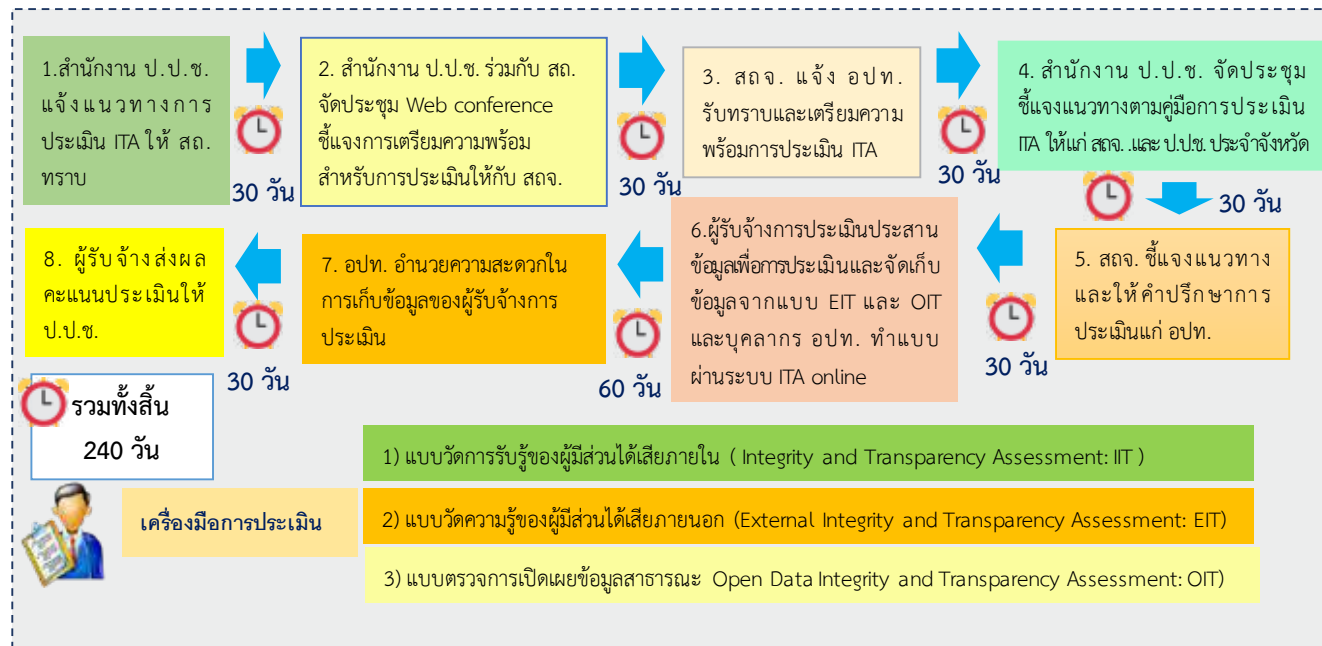 1.สำนักงาน ป.ป.ช.
แจ้งแนวทางการ
ประเมิน ITA ให้ สถ.
ทราบ
30 วัน
2. สำนักงาน ป.ป.ช. ร่วมกับ สถ.
จัดประชุม Web conference
ชี้แจงการเตรียมความพร้อม
สำหรับการประเมินให้กับ สถจ.
30 วัน
3. สถจ. แจ้ง อปท.
รับทราบและเตรียมความ
พร้อมการประเมิน ITA
30 วัน
4. สำนักงาน ป.ป.ช. จัดประชุม
ชี้แจงแนวทางตามคู่มือการประเมิน
ITA ให้แก่ สถจ. .และ ป.ป.ช. ประจำจังหวัด
30 วัน
5. สถจ. ชี้แจงแนวทาง
และให้คำปรึกษาการ
ประเมินแก่ อปท.
30 วัน
6.ผู้รับจ้างการประเมินประสาน
ข้อมูลเพื่อการประเมินและจัดเก็บ
ข้อมูลจากแบบ EIT และ OIT
และบุคลากร อปท. ทำแบบ
ผ่านระบบ ITA online
60 วัน
7. อปท. อำนวยความสะดวกใน
การเก็บข้อมูลของผู้รับจ้างการ
ประเมิน
30 วัน
8. ผู้รับจ้างส่งผล
คะแนนประเมินให้
ป.ป.ช.
รวมทั้งสิ้น
240 วัน
เครื่องมือการประเมิน
1) แบบวัดการรับรู้ของผู้มีส่วนได้เสียภายใน ( Integrity and Transparency Assessment: IIT )
2) แบบวัดความรู้ของผู้มีส่วนได้เสียภายนอก (External Integrity and Transparency Assessment: EIT)
3) แบบตรวจการเปิดเผยข้อมูลสาธารณะ Open Data Integrity and Transparency Assessment: OIT)